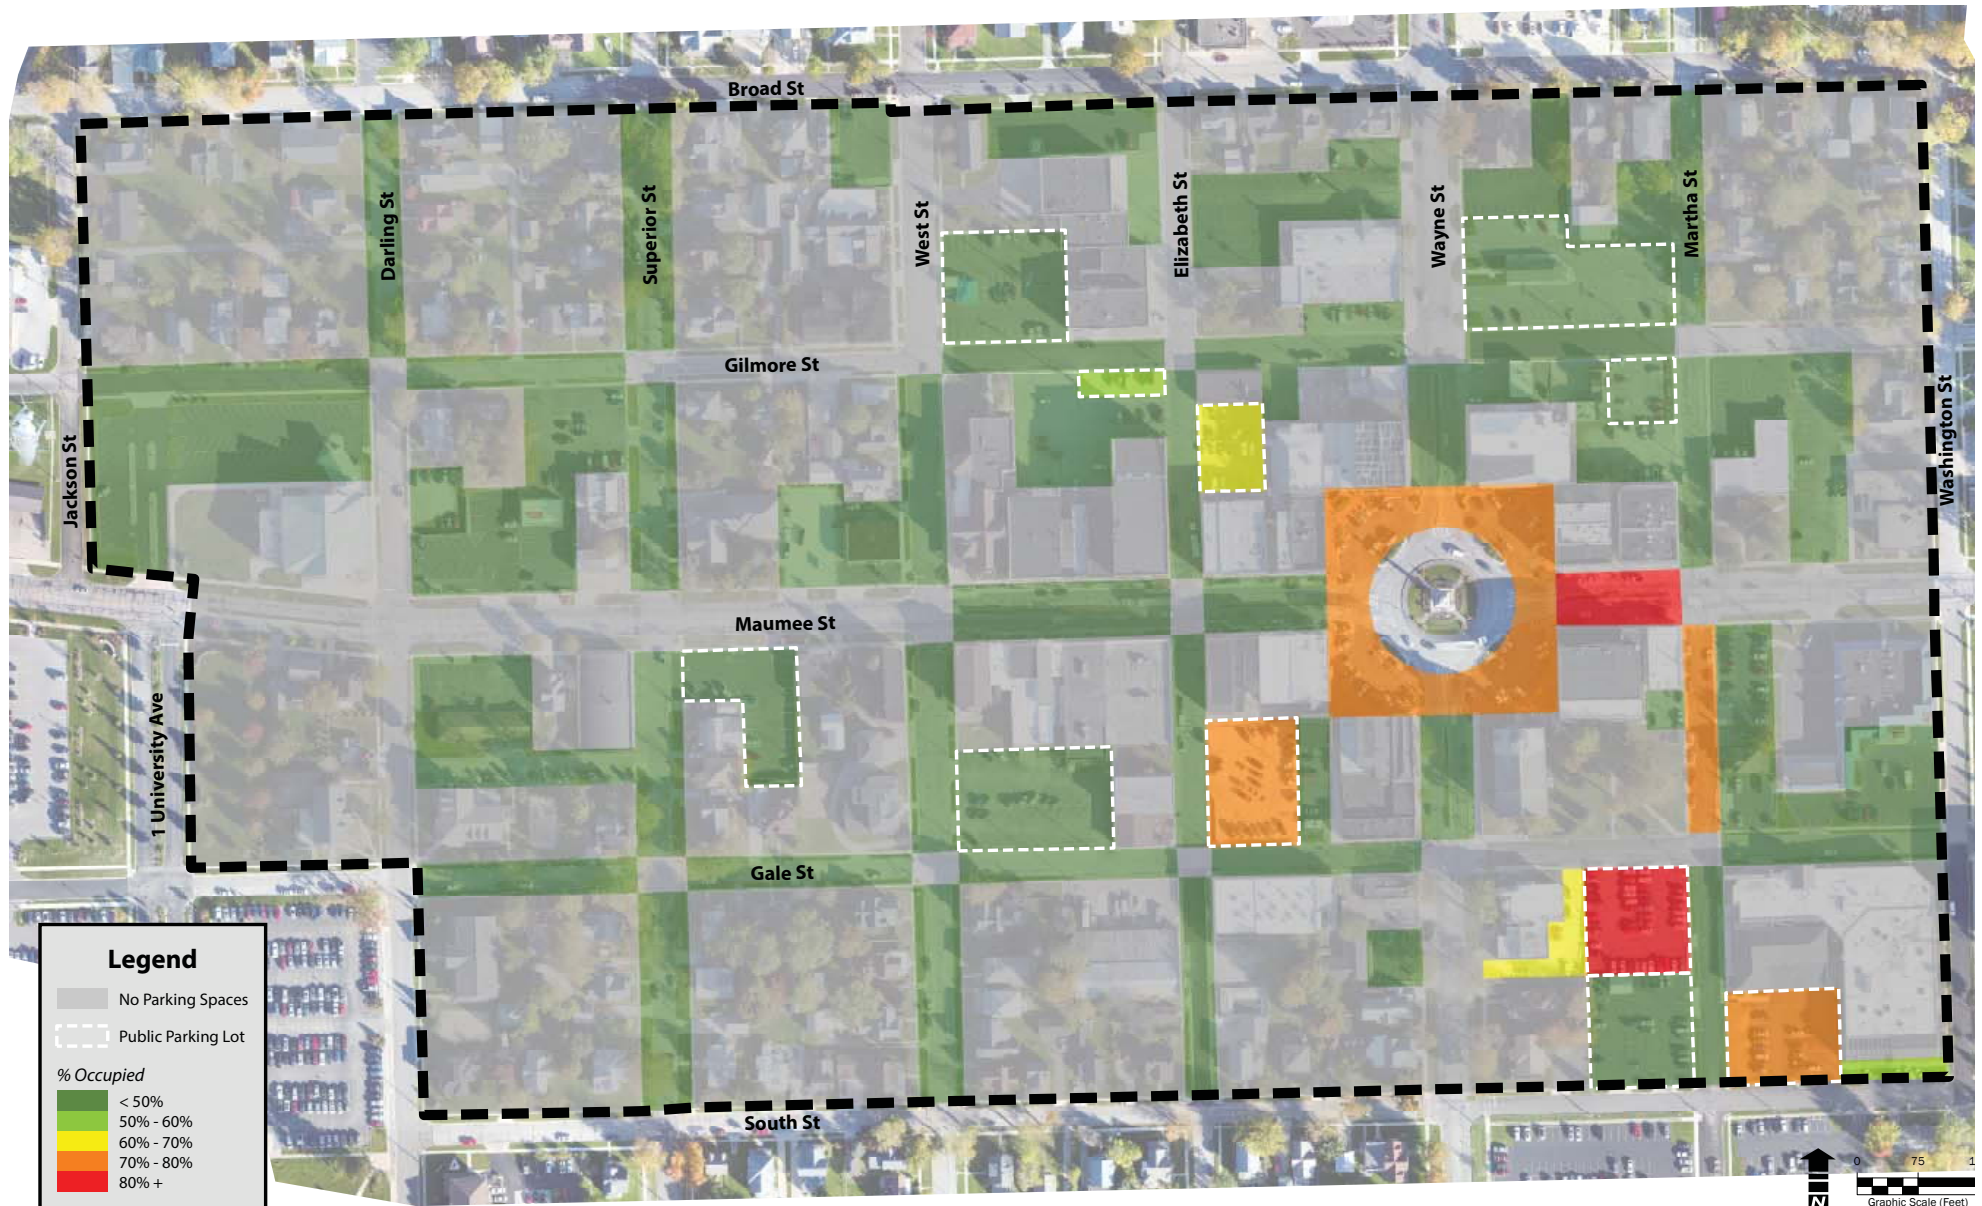 Broad St
Darling St
Superior St
West St
Elizabeth St
Wayne St
Martha St
Gilmore St
Jackson St
Washington St
Maumee St
1 University Ave
Gale St
South St
Legend
No Parking Spaces
Public Parking Lot
% Occupied
< 50%
50% - 60%
60% - 70%
70% - 80%
80% +
N
0 75
Graphic Scale (Feet)